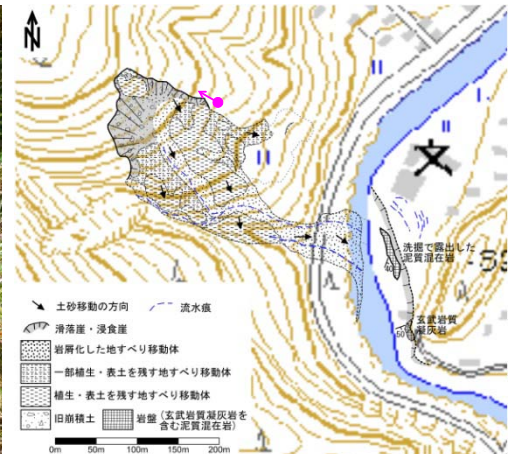 N
文
洗掘で露出した
泥質混在岩
40
玄武岩質
凝灰岩
50
土砂移動の方向
流水痕
滑落崖・浸食崖
岩屑化した地すべり移動体
一部植生・表土を残す地すべり移動体
植生・表土を残す地すべり移動体
旧崩積土
岩盤(玄武岩質凝灰岩を
含む泥質混在岩)
0m 50m 100m 150m 200m